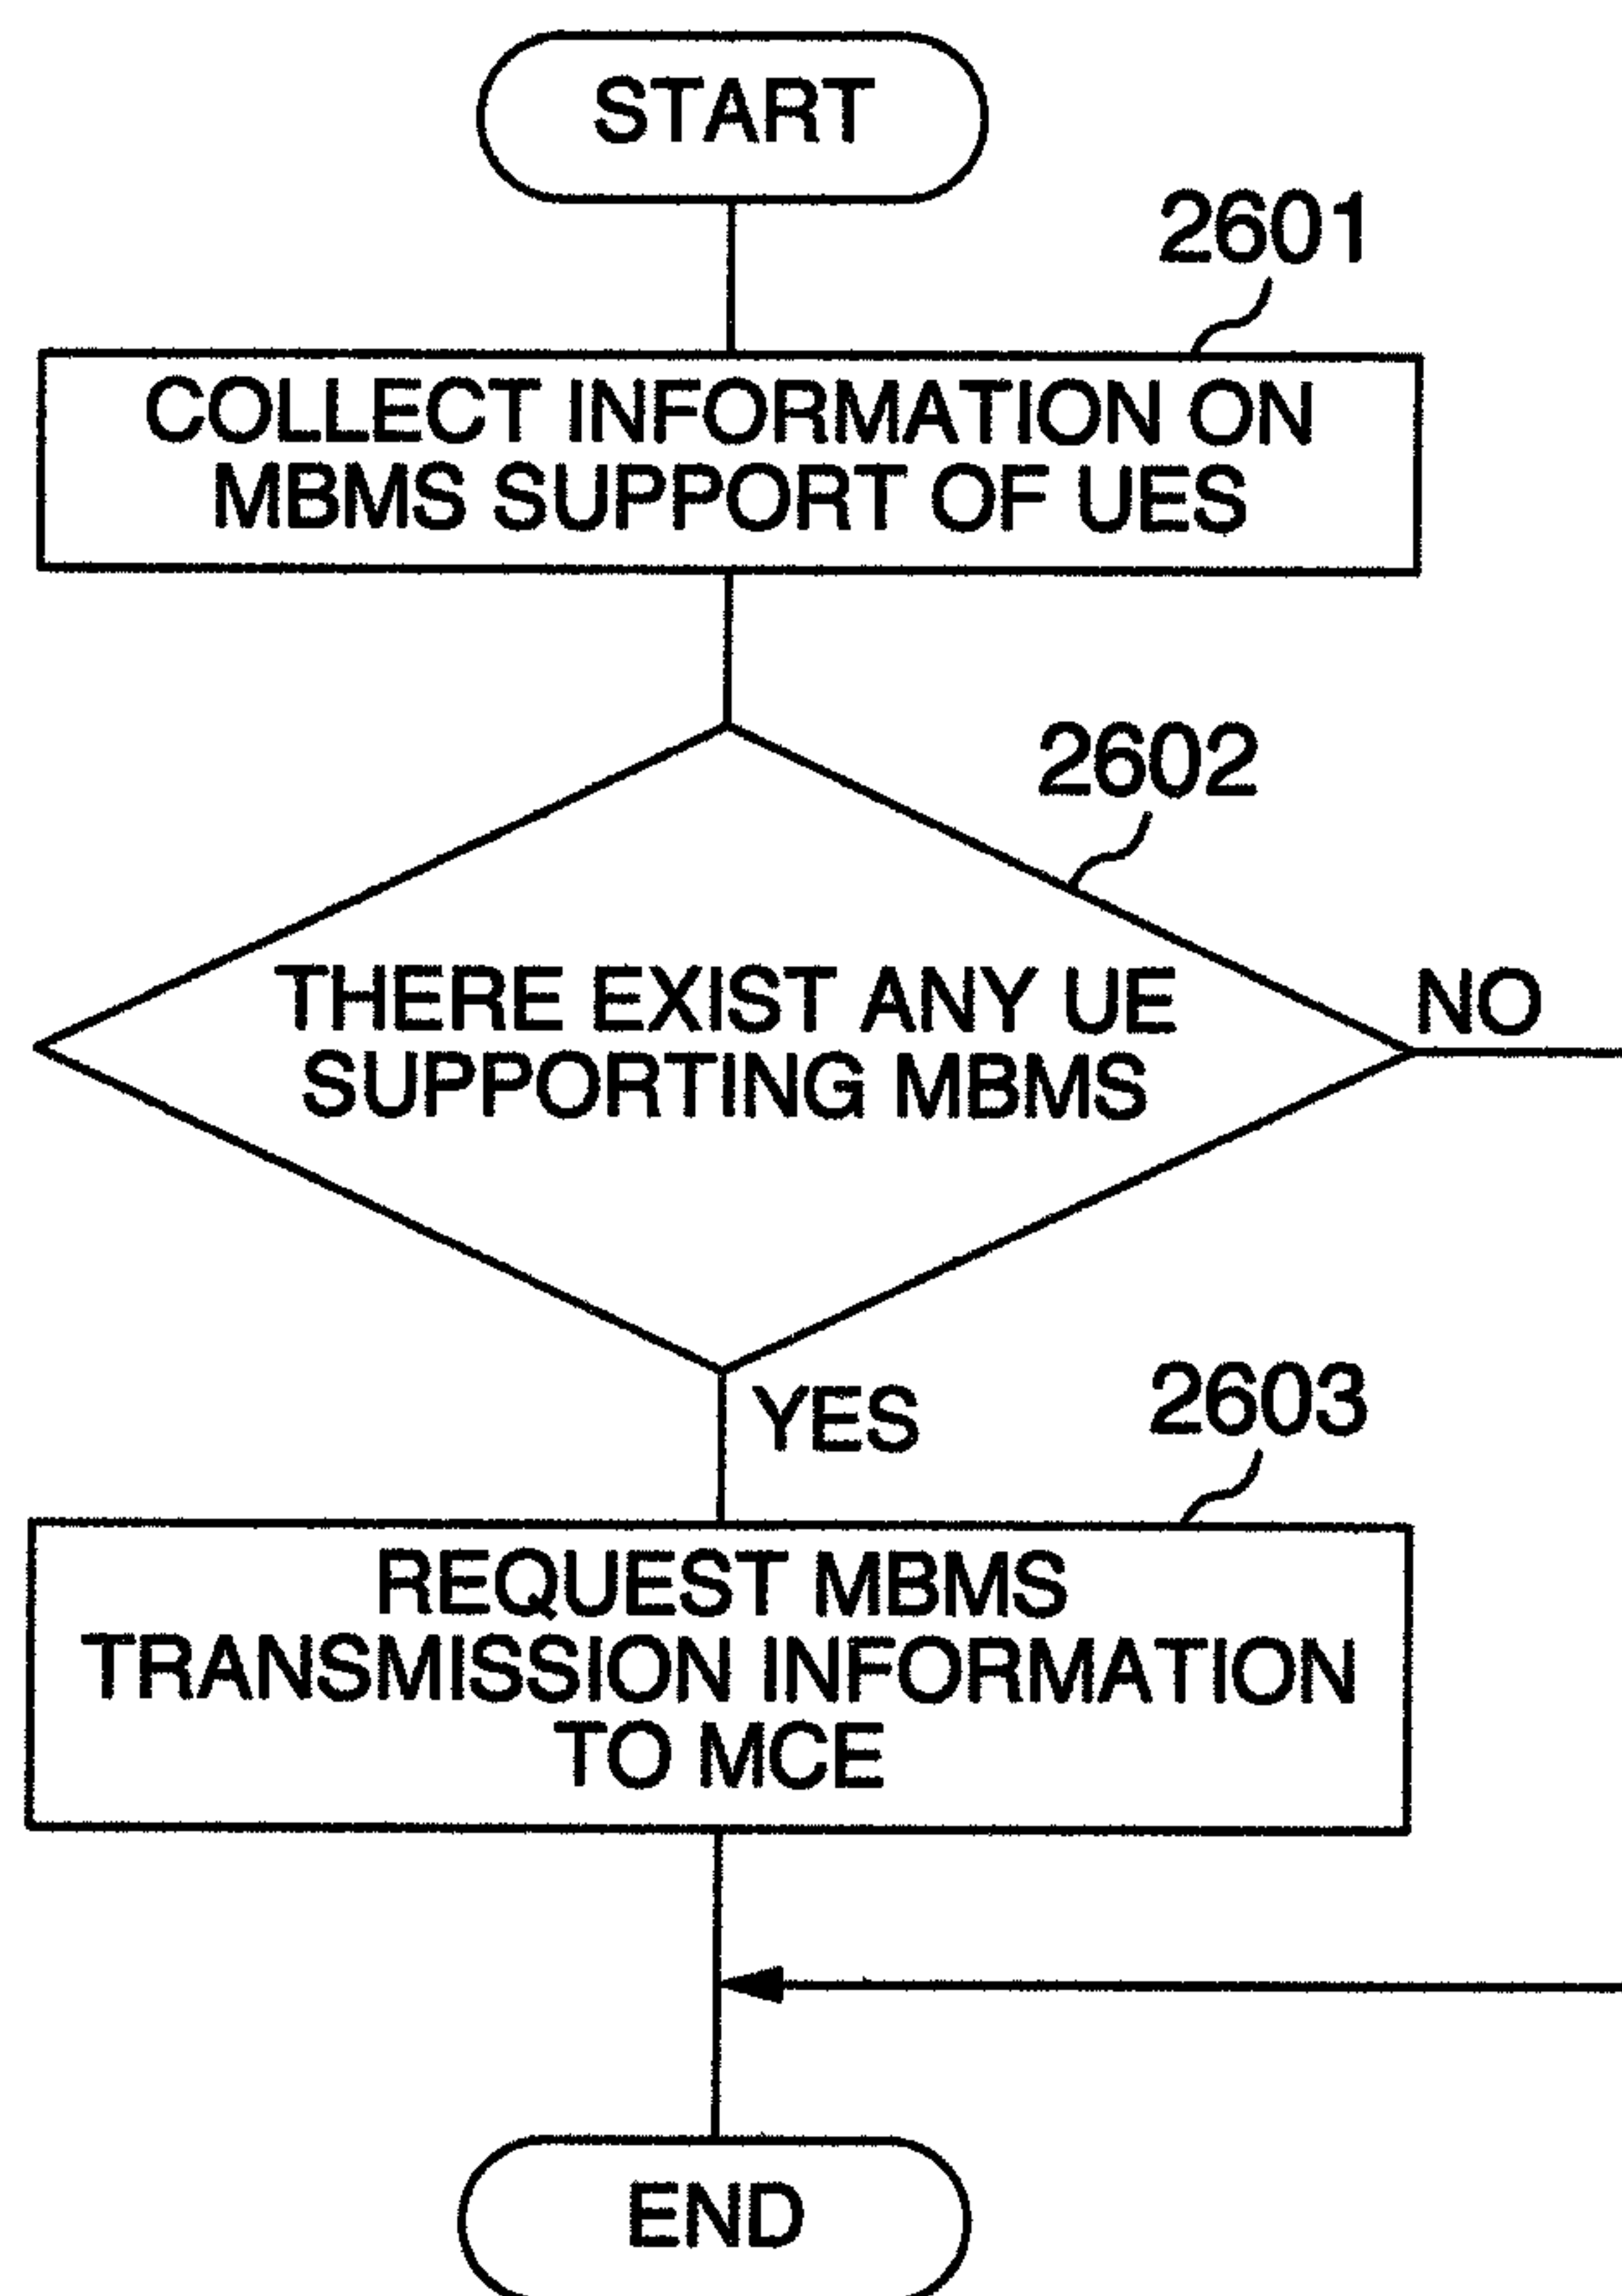 START
2601
COLLECT INFORMATION ON
MBMS SUPPORT OF UES
2602
THERE EXIST ANY UE
SUPPORTING MBMS
NO
YES
2603
REQUEST MBMS
TRANSMISSION INFORMATION
TO MCE
END